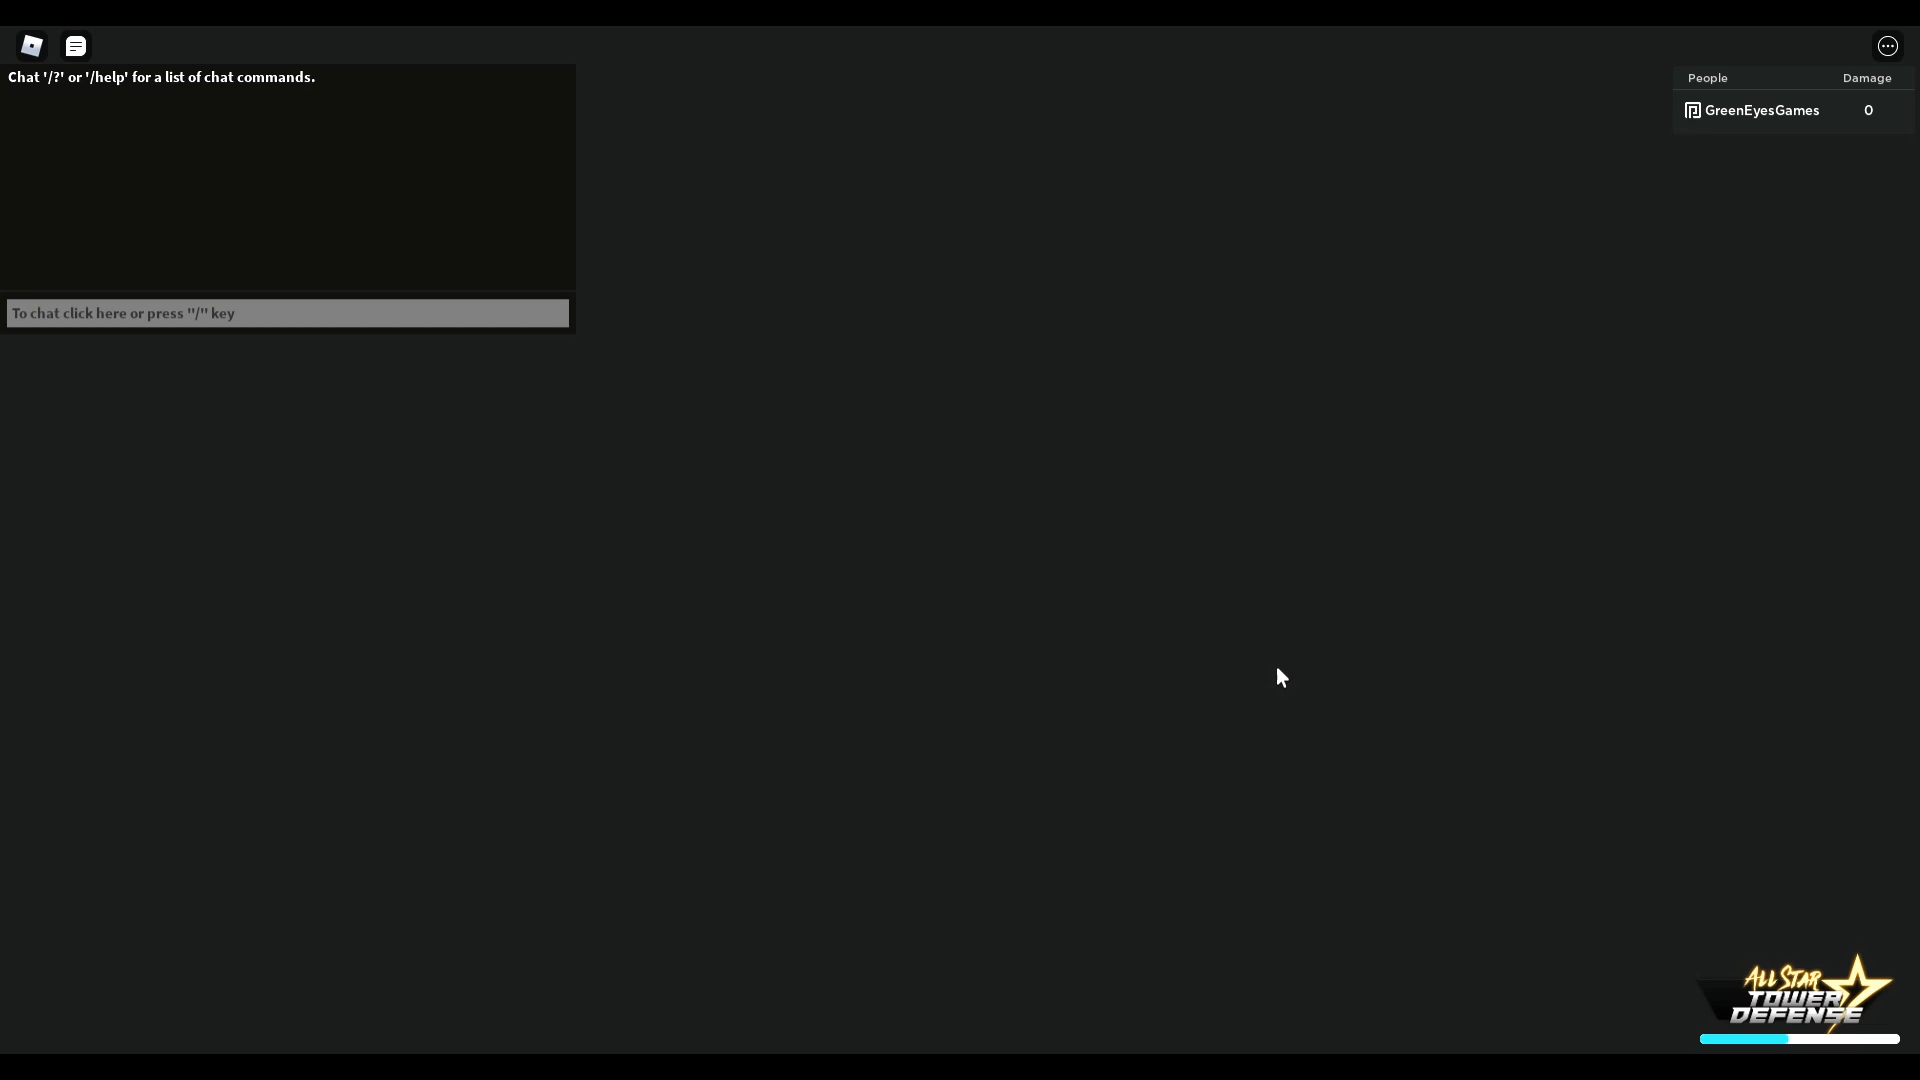 Chat '/?' or '/help' for a list of chat commands.
To chat click here or press "/" key
People Damage
GreenEyesGames 0
ALL STAR
TOWER
DEFENSE